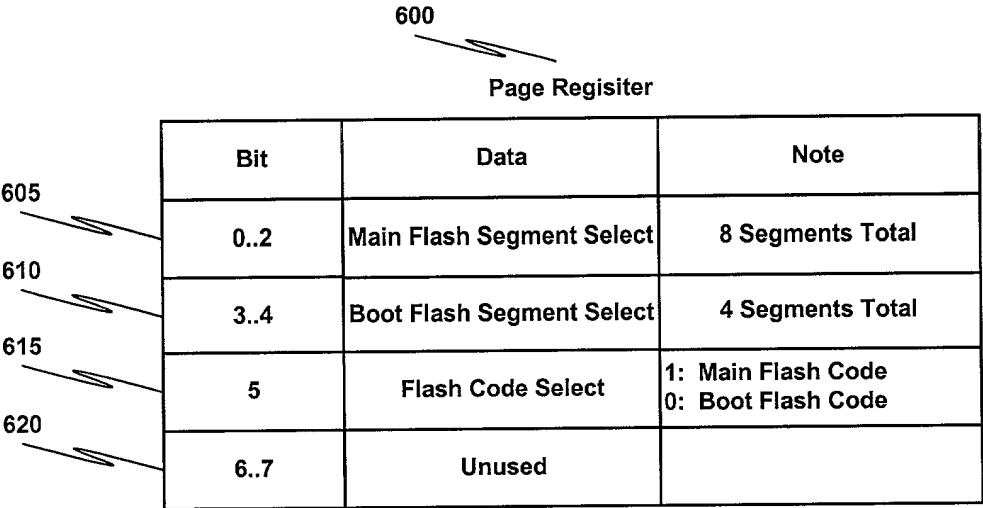 600
Page Regisiter
Bit Data Note
605
0..2 Main Flash Segment Select 8 Segments Total
610
3..4 Boot Flash Segment Select 4 Segments Total
615
5 Flash Code Select 1: Main Flash Code
0: Boot Flash Code
620
6..7 Unused